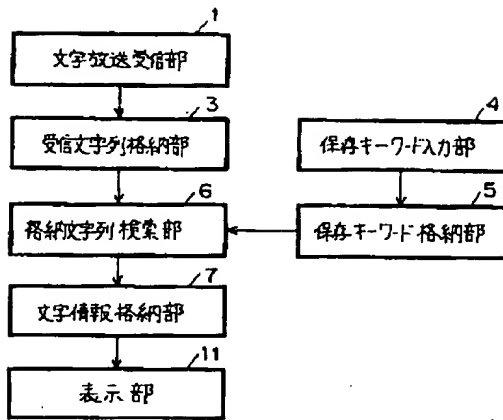 1
文字放送受信部
3
受信文字列格納部
4
保存キーワード入力部
6
格納文字列検索部
5
保存キーワード格納部
7
文字情報格納部
11
表示部